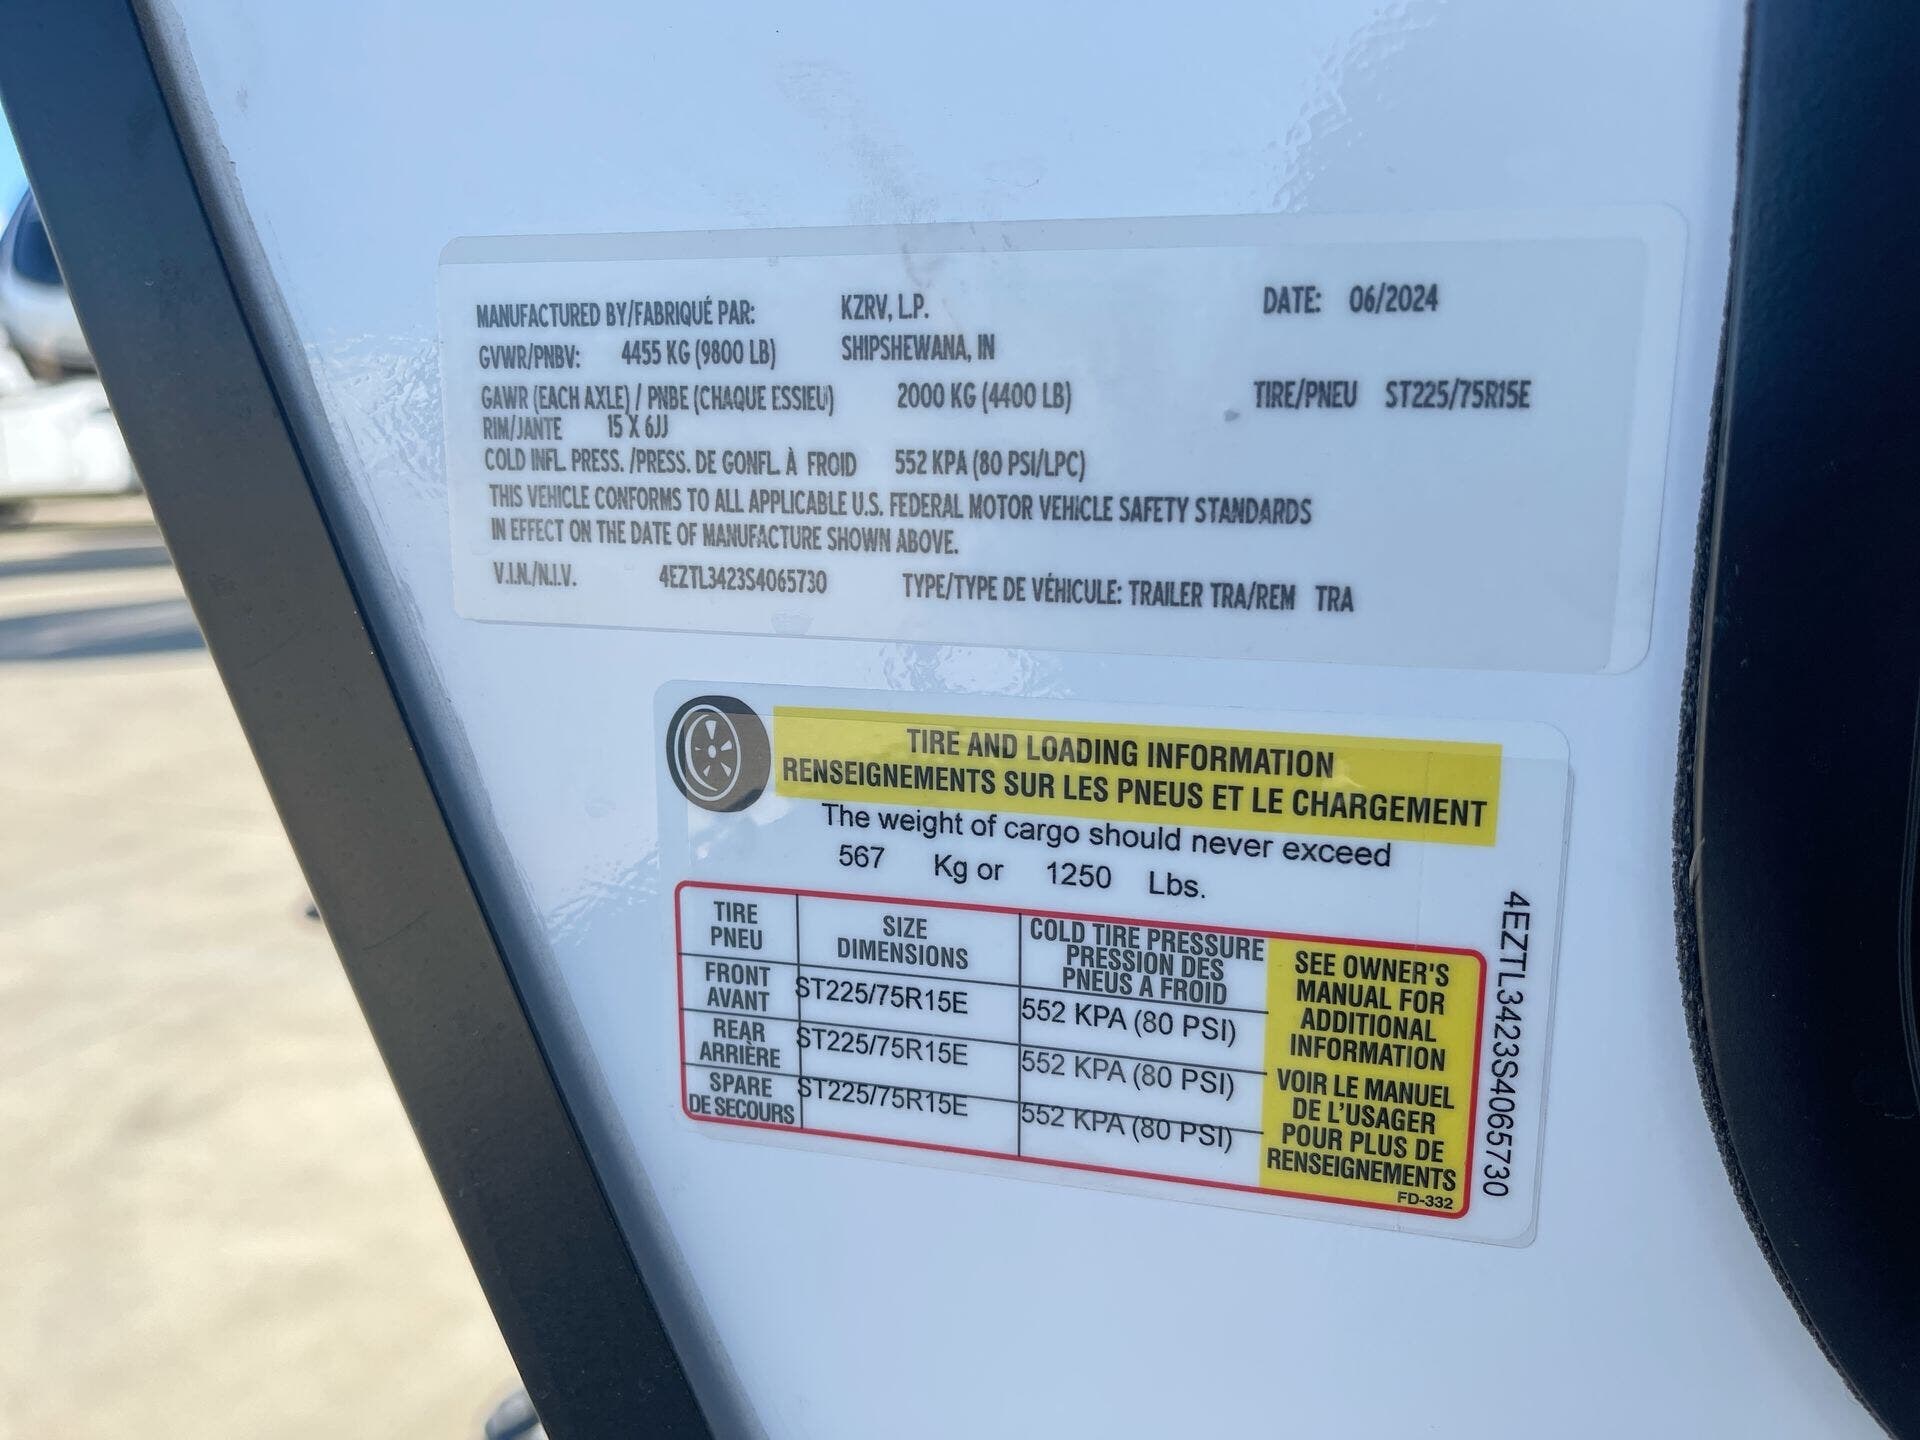 MANUFACTURED BY/FABRIQUÉ PAR: KZRV, L.P. DATE: 06/2024
GVWR/PNBV: 4455 KG (9800 LB) SHIPSHEWANA, IN
GAWR (EACH AXLE) / PNBE (CHAQUE ESSIEU) 2000 KG (4400 LB) TIRE/PNEU ST225/75R15E
RIM/JANTE 15 X 6JJ
COLD INFL. PRESS. /PRESS. DE GONFL. À FROID 552 KPA (80 PSI/LPC)
THIS VEHICLE CONFORMS TO ALL APPLICABLE U.S. FEDERAL MOTOR VEHICLE SAFETY STANDARDS
IN EFFECT ON THE DATE OF MANUFACTURE SHOWN ABOVE.
V.I.N./N.I.V. 4EZTL3423S4065730 TYPE/TYPE DE VÉHICULE: TRAILER TRA/REM TRA
TIRE AND LOADING INFORMATION
RENSEIGNEMENTS SUR LES PNEUS ET LE CHARGEMENT
The weight of cargo should never exceed
567 Kg or 1250 Lbs.
TIRE
PNEU
SIZE
DIMENSIONS
COLD TIRE PRESSURE
PRESSION DES
PNEUS A FROID
FRONT
AVANT
ST225/75R15E
552 KPA (80 PSI)
REAR
ARRIÈRE
ST225/75R15E
552 KPA (80 PSI)
SPARE
DE SECOURS
ST225/75R15E
552 KPA (80 PSI)
SEE OWNER'S
MANUAL FOR
ADDITIONAL
INFORMATION
VOIR LE MANUEL
DE L'USAGER
POUR PLUS DE
RENSEIGNEMENTS
FD-332
4EZTL3423S4065730